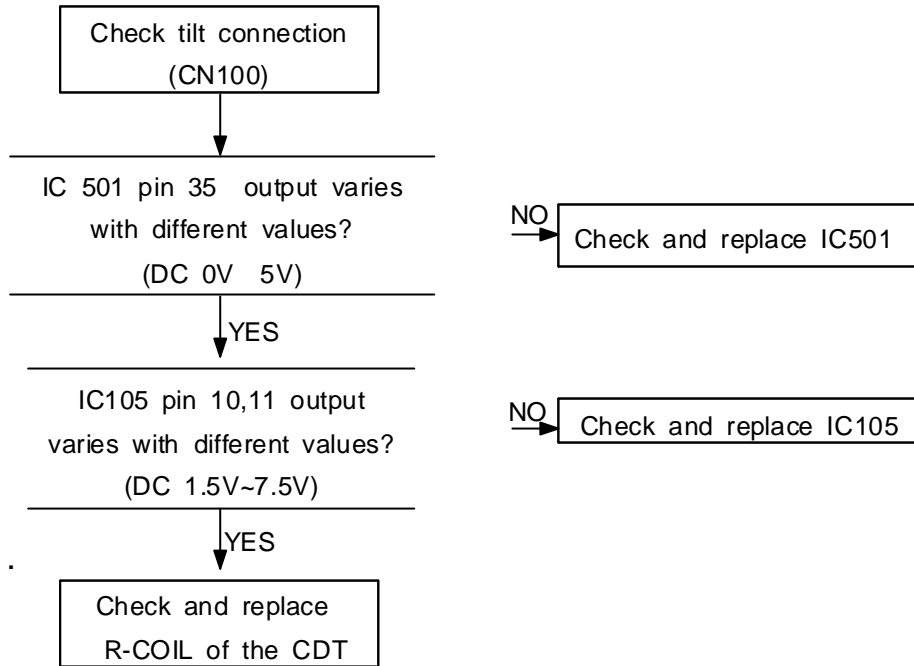 Check tilt connection
(CN100)
IC 501 pin 35 output varies
with different values?
(DC 0V 5V)
NO
Check and replace IC501
YES
IC105 pin 10,11 output
varies with different values?
(DC 1.5V~7.5V)
NO
Check and replace IC105
YES
.
Check and replace
R-COIL of the CDT